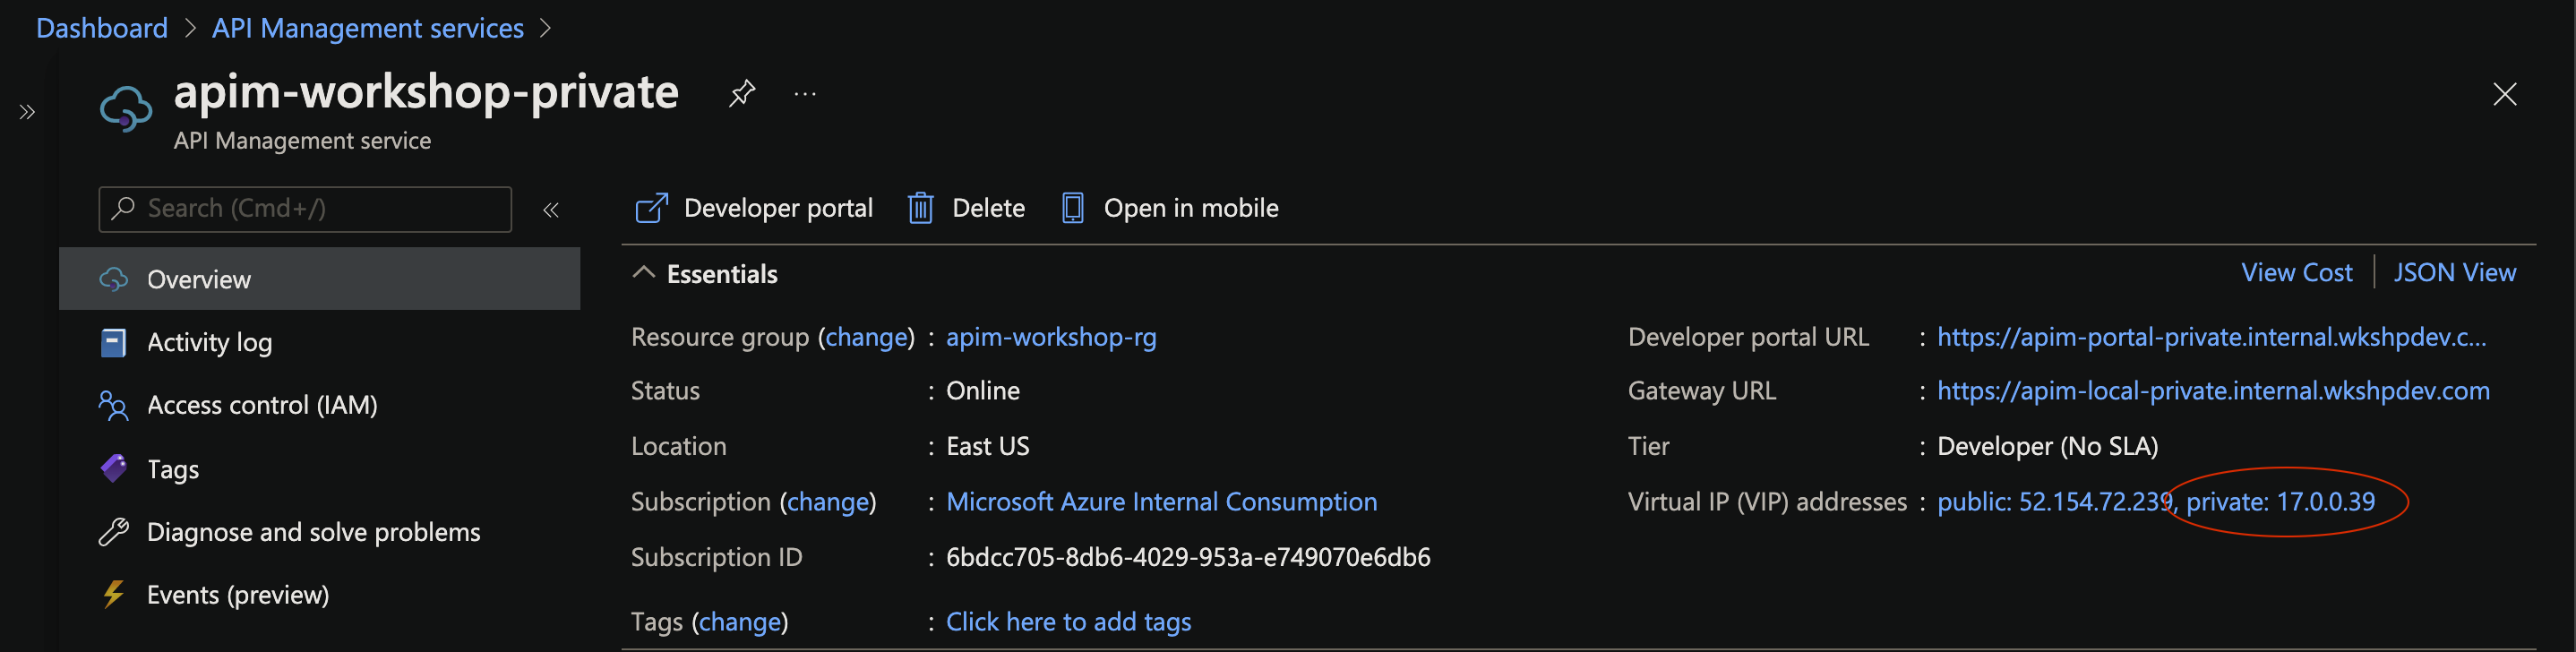 Dashboard > API Management services >
apim-workshop-private ...
API Management service
Search (Cmd+/)
Developer portal Delete Open in mobile
Overview
Activity log
Access control (IAM)
Tags
Diagnose and solve problems
Events (preview)
Essentials
View Cost | JSON View
Resource group (change) : apim-workshop-rg
Status : Online
Location : East US
Subscription (change) : Microsoft Azure Internal Consumption
Subscription ID : 6bdcc705-8db6-4029-953a-e749070e6db6
Tags (change) : Click here to add tags
Developer portal URL : https://apim-portal-private.internal.wkshpdev.c...
Gateway URL : https://apim-local-private.internal.wkshpdev.com
Tier : Developer (No SLA)
Virtual IP (VIP) addresses : public: 52.154.72.239, private: 17.0.0.39